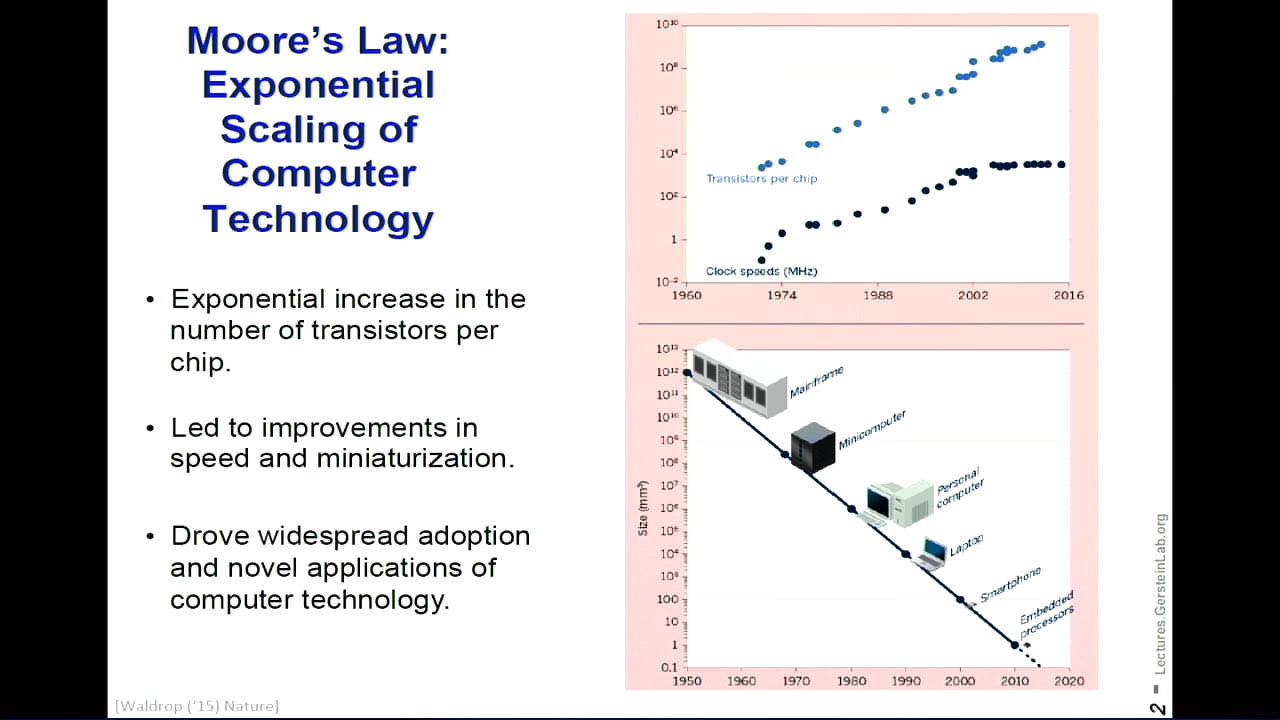 Moore's Law:
Exponential
Scaling of
Computer
Technology
• Exponential increase in the
number of transistors per
chip.
• Led to improvements in
speed and miniaturization.
• Drove widespread adoption
and novel applications of
computer technology.
[Waldrop ('15) Nature]
10¹⁰
10⁸
10⁶
10⁴
Transistors per chip
10²
1
Clock speeds (MHz)
10⁻²
1960 1974 1988 2002 2016
10¹³
10¹²
10¹¹
10¹⁰
10⁹
10⁸
10⁷
10⁶
10⁵
10⁴
10³
100
10
1
0.1
Size (mm³)
Mainframe
Minicomputer
Personal
computer
Laptop
Smartphone
Embedded
processors
1950 1960 1970 1980 1990 2000 2010 2020
2 - Lectures.GersteinLab.org